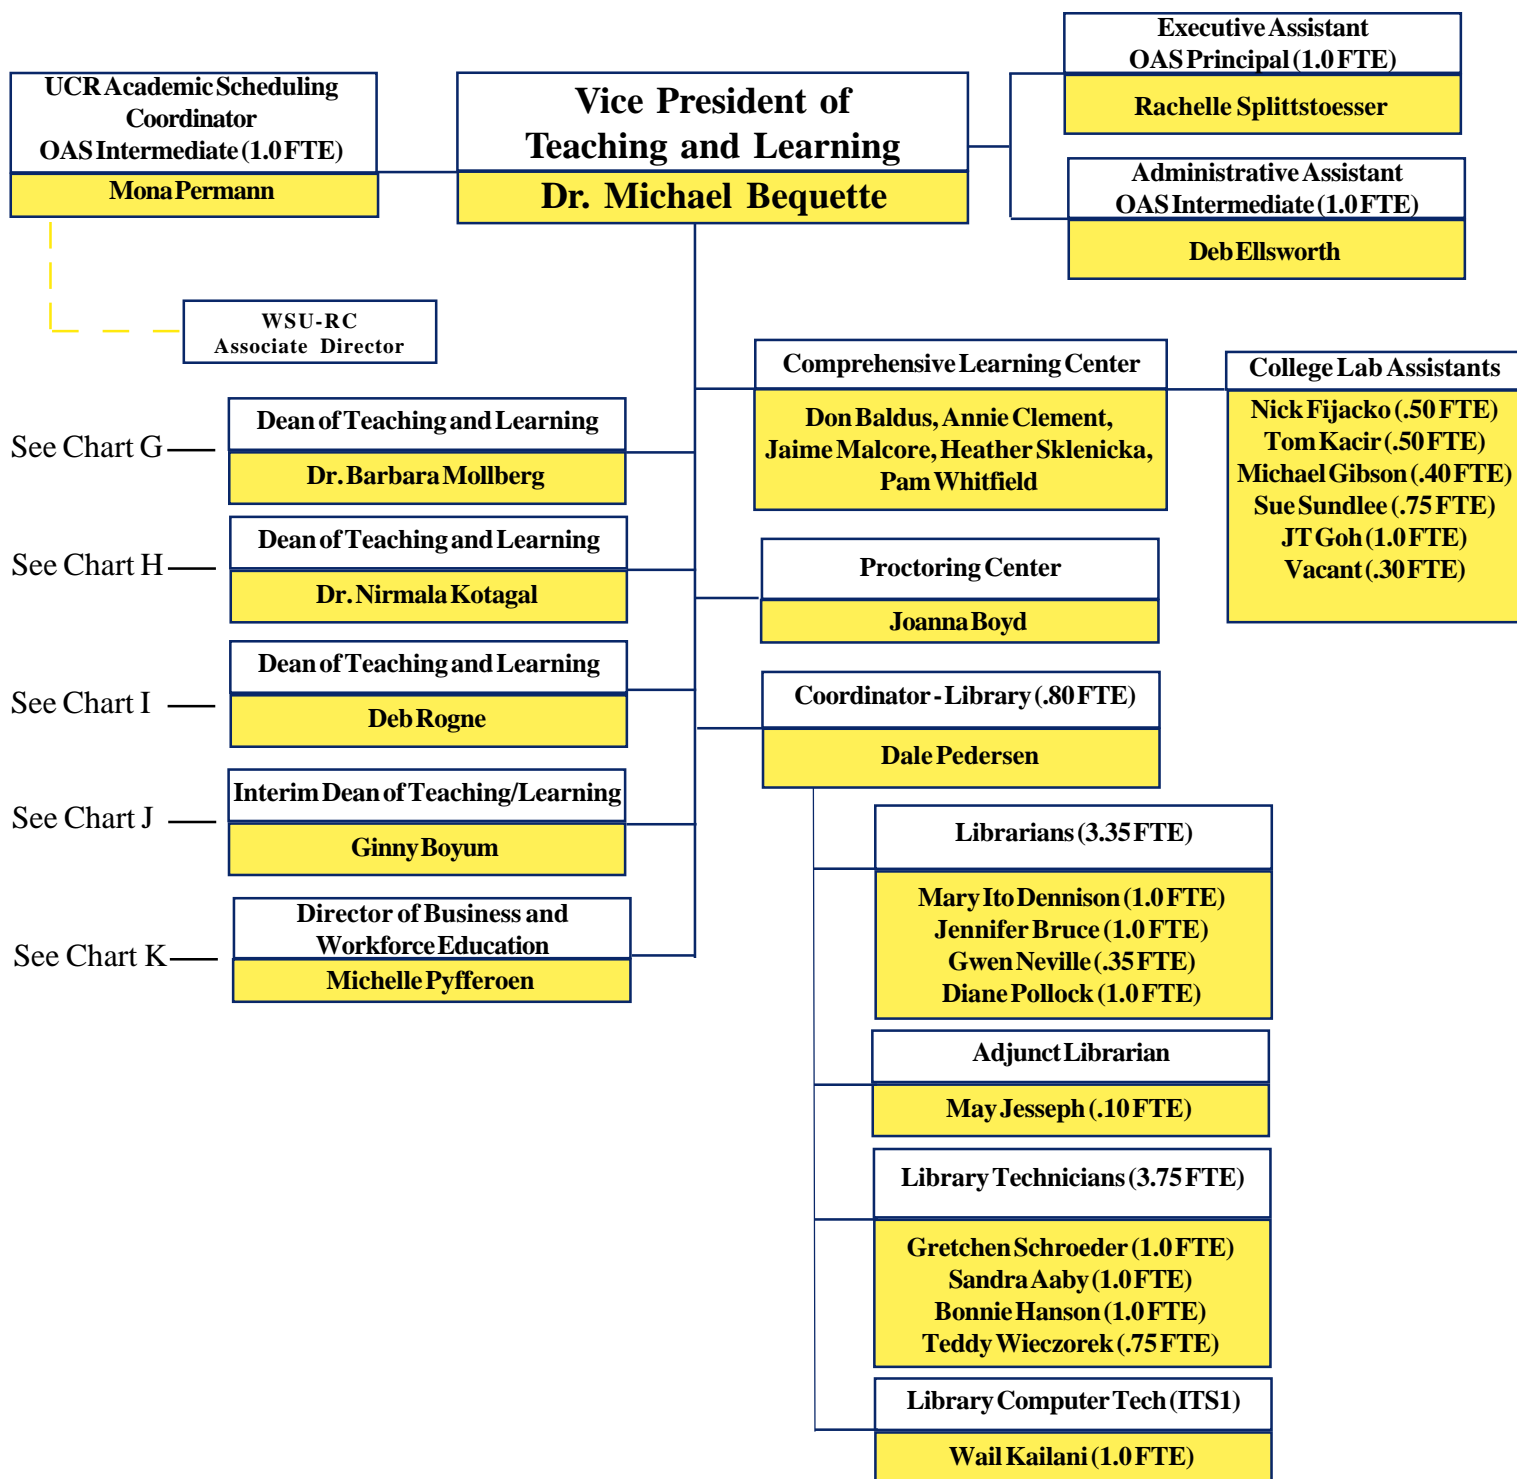 UCR Academic Scheduling
Coordinator
OAS Intermediate (1.0 FTE)
Mona Permann
Vice President of
Teaching and Learning
Dr. Michael Bequette
Executive Assistant
OAS Principal (1.0 FTE)
Rachelle Splittstoesser
Administrative Assistant
OAS Intermediate (1.0 FTE)
Deb Ellsworth
WSU-RC
Associate Director
See Chart G
Dean of Teaching and Learning
Dr. Barbara Mollberg
See Chart H
Dean of Teaching and Learning
Dr. Nirmala Kotagal
See Chart I
Dean of Teaching and Learning
Deb Rogne
See Chart J
Interim Dean of Teaching/Learning
Ginny Boyum
See Chart K
Director of Business and
Workforce Education
Michelle Pyfferoen
Comprehensive Learning Center
Don Baldus, Annie Clement,
Jaime Malcore, Heather Sklenicka,
Pam Whitfield
College Lab Assistants
Nick Fijacko (.50 FTE)
Tom Kacir (.50 FTE)
Michael Gibson (.40 FTE)
Sue Sundlee (.75 FTE)
JT Goh (1.0 FTE)
Vacant (.30 FTE)
Proctoring Center
Joanna Boyd
Coordinator - Library (.80 FTE)
Dale Pedersen
Librarians (3.35 FTE)
Mary Ito Dennison (1.0 FTE)
Jennifer Bruce (1.0 FTE)
Gwen Neville (.35 FTE)
Diane Pollock (1.0 FTE)
Adjunct Librarian
May Jesseph (.10 FTE)
Library Technicians (3.75 FTE)
Gretchen Schroeder (1.0 FTE)
Sandra Aaby (1.0 FTE)
Bonnie Hanson (1.0 FTE)
Teddy Wieczorek (.75 FTE)
Library Computer Tech (ITS1)
Wail Kailani (1.0 FTE)